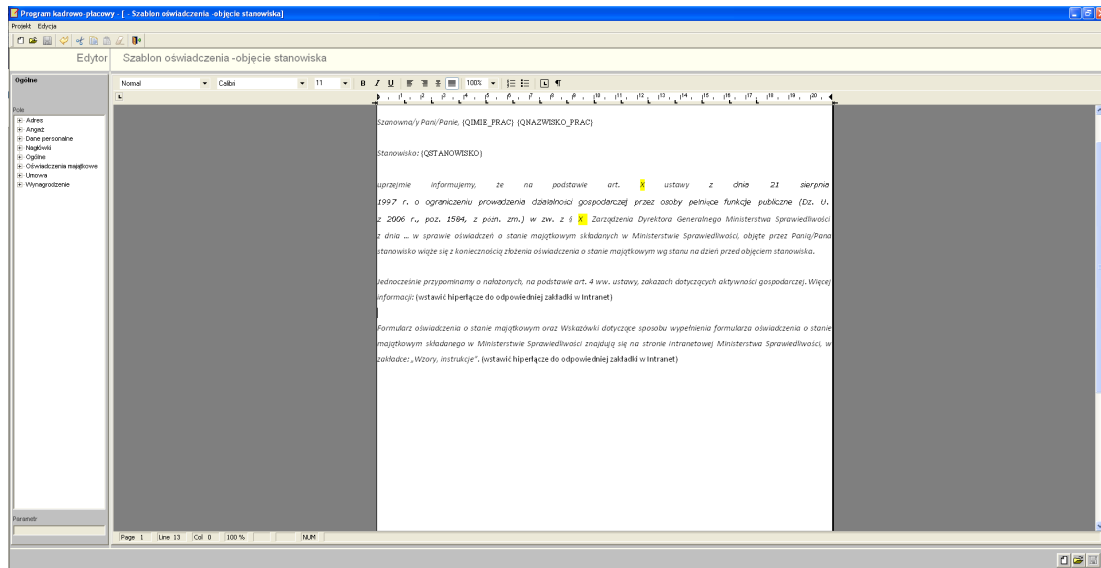 Program kadrowo-płacowy - [ - Szablon oświadczenia -objęcie stanowiska]
Projekt Edycja
Edytor Szablon oświadczenia -objęcie stanowiska
Ogólne
Normal Calibri 11 B I U 100%
Pole
Adres
Angaż
Dane personalne
Nagłówki
Ogólne
Oświadczenia majątkowe
Umowa
Wynagrodzenie
Szanowna/y Pani/Panie, {QIMIE_PRAC} {QNAZWISKO_PRAC}
Stanowisko: {QSTANOWISKO}
uprzejmie informujemy, że na podstawie art. X ustawy z dnia 21 sierpnia
1997 r. o ograniczeniu prowadzenia działalności gospodarczej przez osoby pełniące funkcje publiczne (Dz. U.
z 2006 r., poz. 1584, z późn. zm.) w zw. z § X Zarządzenia Dyrektora Generalnego Ministerstwa Sprawiedliwości
z dnia ... w sprawie oświadczeń o stanie majątkowym składanych w Ministerstwie Sprawiedliwości, objęte przez Panią/Pana
stanowisko wiąże się z koniecznością złożenia oświadczenia o stanie majątkowym wg stanu na dzień przed objęciem stanowiska.
Jednocześnie przypominamy o nałożonych, na podstawie art. 4 ww. ustawy, zakazach dotyczących aktywności gospodarczej. Więcej
informacji: (wstawić hiperłącze do odpowiedniej zakładki w Intranet)
Formularz oświadczenia o stanie majątkowym oraz Wskazówki dotyczące sposobu wypełnienia formularza oświadczenia o stanie
majątkowym składanego w Ministerstwie Sprawiedliwości znajdują się na stronie intranetowej Ministerstwa Sprawiedliwości, w
zakładce: „Wzory, instrukcje". (wstawić hiperłącze do odpowiedniej zakładki w Intranet)
Parametr
Page 1 Line 13 Col 0 100 % NUM